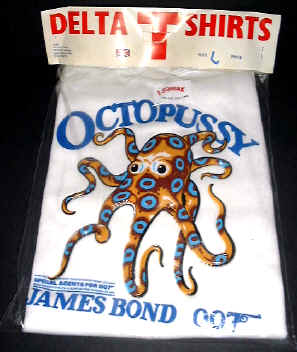 DELTA T SHIRTS
OCTOPUSSY
SPECIAL AGENTS FOR 007
JAMES BOND 007